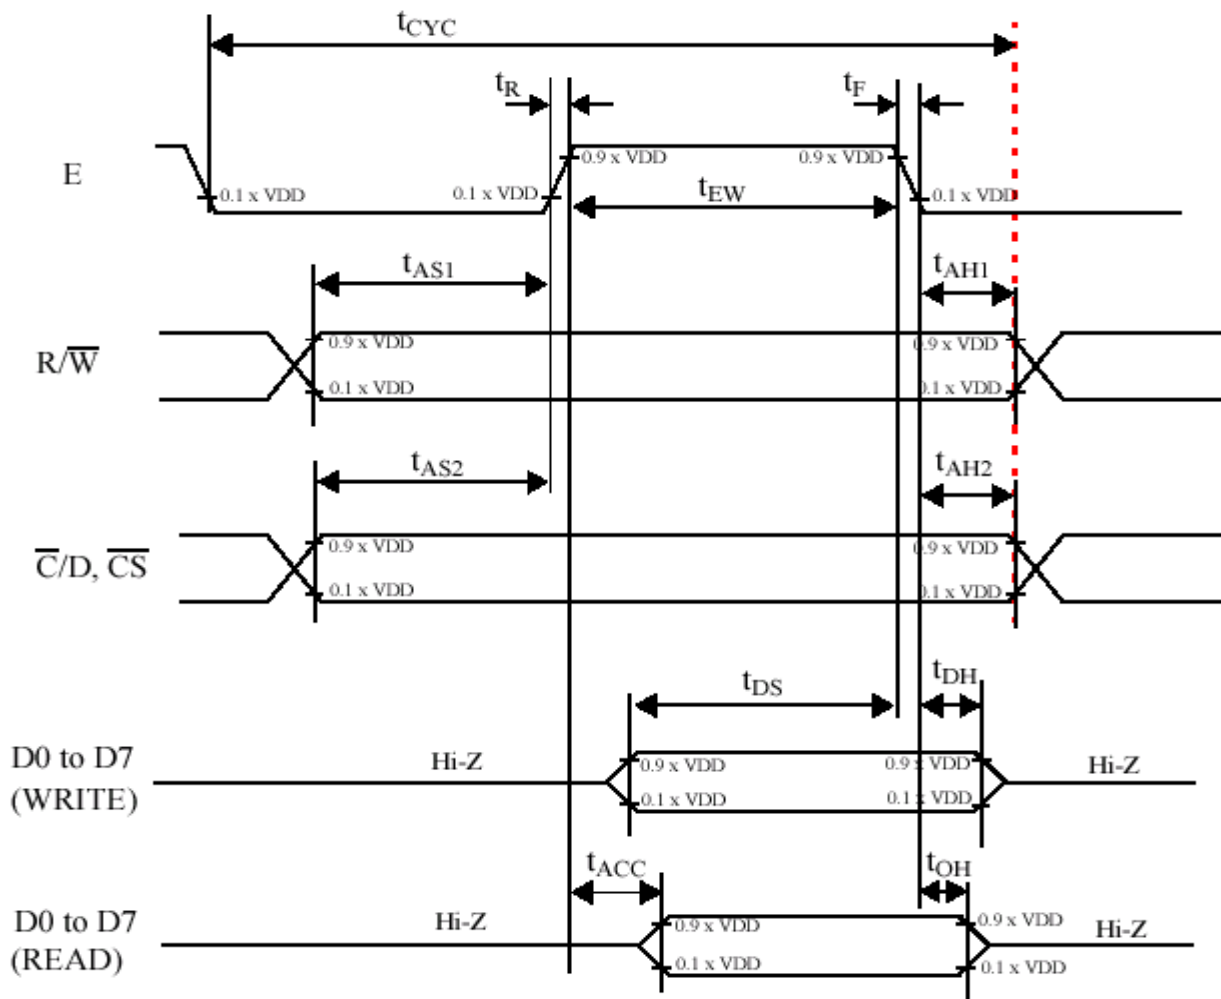 tCYC
tR
tF
E
0.9 x VDD
0.9 x VDD
0.1 x VDD
0.1 x VDD
tEW
0.1 x VDD
tAS1
tAH1
R/W̅
0.9 x VDD
0.9 x VDD
0.1 x VDD
0.1 x VDD
tAS2
tAH2
C̅/D, C̅S̅
0.9 x VDD
0.9 x VDD
0.1 x VDD
0.1 x VDD
tDS
tDH
D0 to D7
(WRITE)
Hi-Z
0.9 x VDD
0.9 x VDD
Hi-Z
0.1 x VDD
0.1 x VDD
tACC
tOH
D0 to D7
(READ)
Hi-Z
0.9 x VDD
0.9 x VDD
Hi-Z
0.1 x VDD
0.1 x VDD